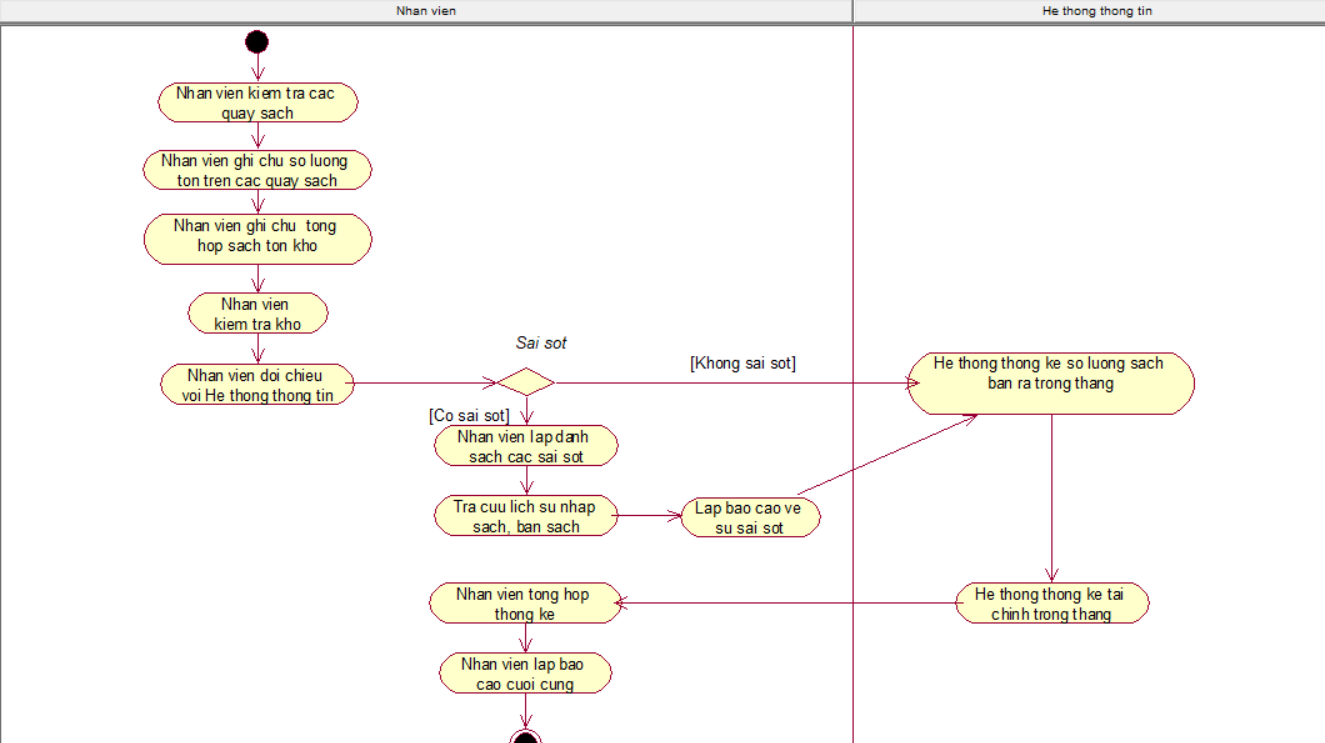 Nhan vien
He thong thong tin
Nhan vien kiem tra cac
quay sach
Nhan vien ghi chu so luong
ton tren cac quay sach
Nhan vien ghi chu tong
hop sach ton kho
Nhan vien
kiem tra kho
Nhan vien doi chieu
voi He thong thong tin
Sai sot
[Khong sai sot]
He thong thong ke so luong sach
ban ra trong thang
[Co sai sot]
Nhan vien lap danh
sach cac sai sot
Tra cuu lich su nhap
sach, ban sach
Lap bao cao ve
su sai sot
He thong thong ke tai
chinh trong thang
Nhan vien tong hop
thong ke
Nhan vien lap bao
cao cuoi cung